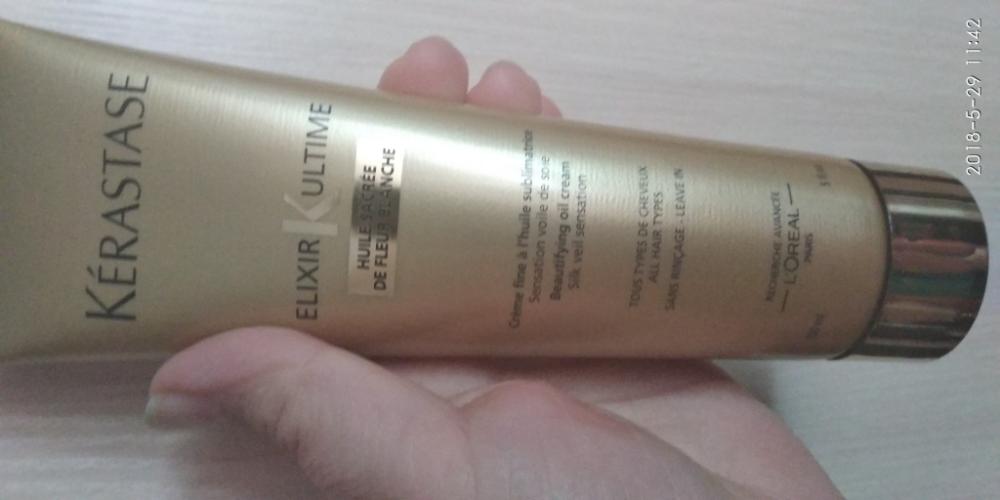 KÉRASTASE
ELIXIR K ULTIME
HUILE SACRÉE
DE FLEUR BLANCHE
Crème fine à l'huile sublimatrice
Sensation voile de soie
Beautifying oil cream
Silk veil sensation
TOUS TYPES DE CHEVEUX
ALL HAIR TYPES
SANS RINÇAGE - LEAVE IN
RECHERCHE AVANCÉE
L'ORÉAL
PARIS
2018-5-29 11:42